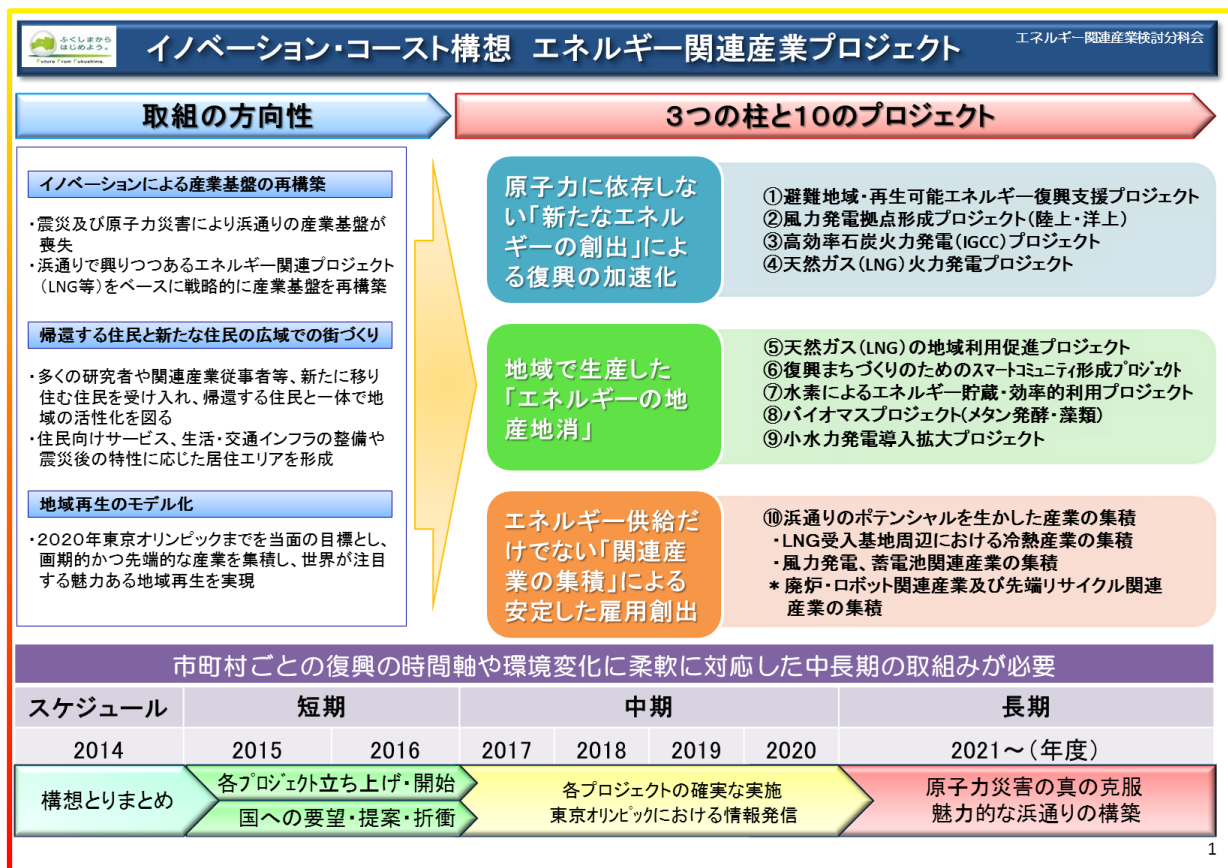 ふくしまから
はじめよう。
Future From Fukushima.
イノベーション・コースト構想 エネルギー関連産業プロジェクト
エネルギー関連産業検討分科会
取組の方向性
3つの柱と10のプロジェクト
イノベーションによる産業基盤の再構築
・震災及び原子力災害により浜通りの産業基盤が
喪失
・浜通りで興りつつあるエネルギー関連プロジェクト
(LNG等)をベースに戦略的に産業基盤を再構築
帰還する住民と新たな住民の広域での街づくり
・多くの研究者や関連産業従事者等、新たに移り
住む住民を受け入れ、帰還する住民と一体で地
域の活性化を図る
・住民向けサービス、生活・交通インフラの整備や
震災後の特性に応じた居住エリアを形成
地域再生のモデル化
・2020年東京オリンピックまでを当面の目標とし、
画期的かつ先端的な産業を集積し、世界が注目
する魅力ある地域再生を実現
原子力に依存しな
い「新たなエネル
ギーの創出」によ
る復興の加速化
①避難地域・再生可能エネルギー復興支援プロジェクト
②風力発電拠点形成プロジェクト(陸上・洋上)
③高効率石炭火力発電(IGCC)プロジェクト
④天然ガス(LNG)火力発電プロジェクト
地域で生産した
「エネルギーの地
産地消」
⑤天然ガス(LNG)の地域利用促進プロジェクト
⑥復興まちづくりのためのスマートコミュニティ形成プロジェクト
⑦水素によるエネルギー貯蔵・効率的利用プロジェクト
⑧バイオマスプロジェクト(メタン発酵・藻類)
⑨小水力発電導入拡大プロジェクト
エネルギー供給だ
けでない「関連産
業の集積」による
安定した雇用創出
⑩浜通りのポテンシャルを生かした産業の集積
・LNG受入基地周辺における冷熱産業の集積
・風力発電、蓄電池関連産業の集積
＊廃炉・ロボット関連産業及び先端リサイクル関連
産業の集積
市町村ごとの復興の時間軸や環境変化に柔軟に対応した中長期の取組みが必要
スケジュール 短期 中期 長期
2014 2015 2016 2017 2018 2019 2020 2021～(年度)
構想とりまとめ
各プロジェクト立ち上げ・開始
国への要望・提案・折衝
各プロジェクトの確実な実施
東京オリンピックにおける情報発信
原子力災害の真の克服
魅力的な浜通りの構築
1